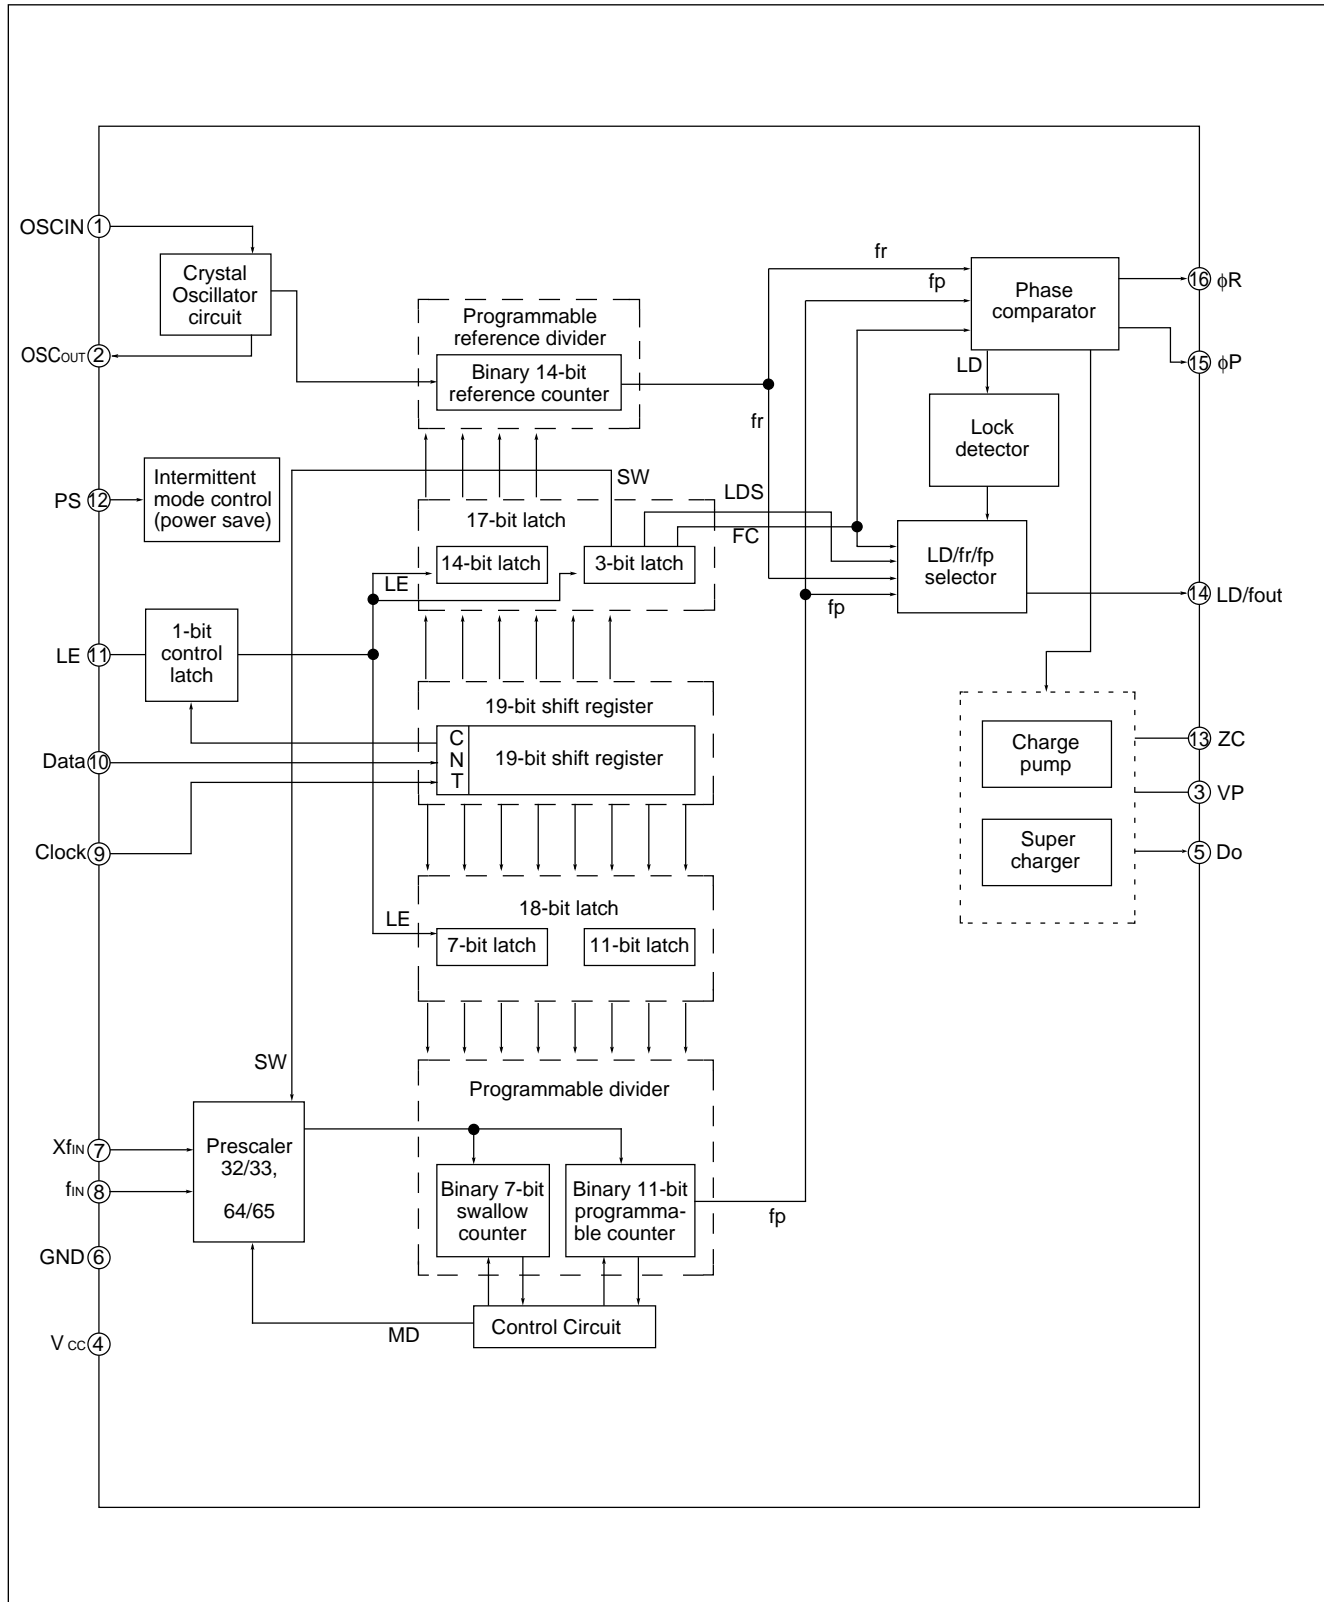 OSCIN 1
Crystal
Oscillator
circuit
OSCOUT 2
Programmable
reference divider
Binary 14-bit
reference counter
fr
fp
Phase
comparator
16 ϕR
15 ϕP
LD
fr
Lock
detector
PS 12
Intermittent
mode control
(power save)
SW
17-bit latch
LDS
FC
14-bit latch
3-bit latch
LE
LD/fr/fp
selector
fp
14 LD/fout
LE 11
1-bit
control
latch
19-bit shift register
C
N
T
19-bit shift register
Data 10
Clock 9
Charge
pump
Super
charger
13 ZC
3 VP
5 Do
18-bit latch
LE
7-bit latch
11-bit latch
SW
Programmable divider
XfIN 7
fIN 8
Prescaler
32/33,
64/65
Binary 7-bit
swallow
counter
Binary 11-bit
programma-
ble counter
fp
GND 6
MD
Control Circuit
VCC 4